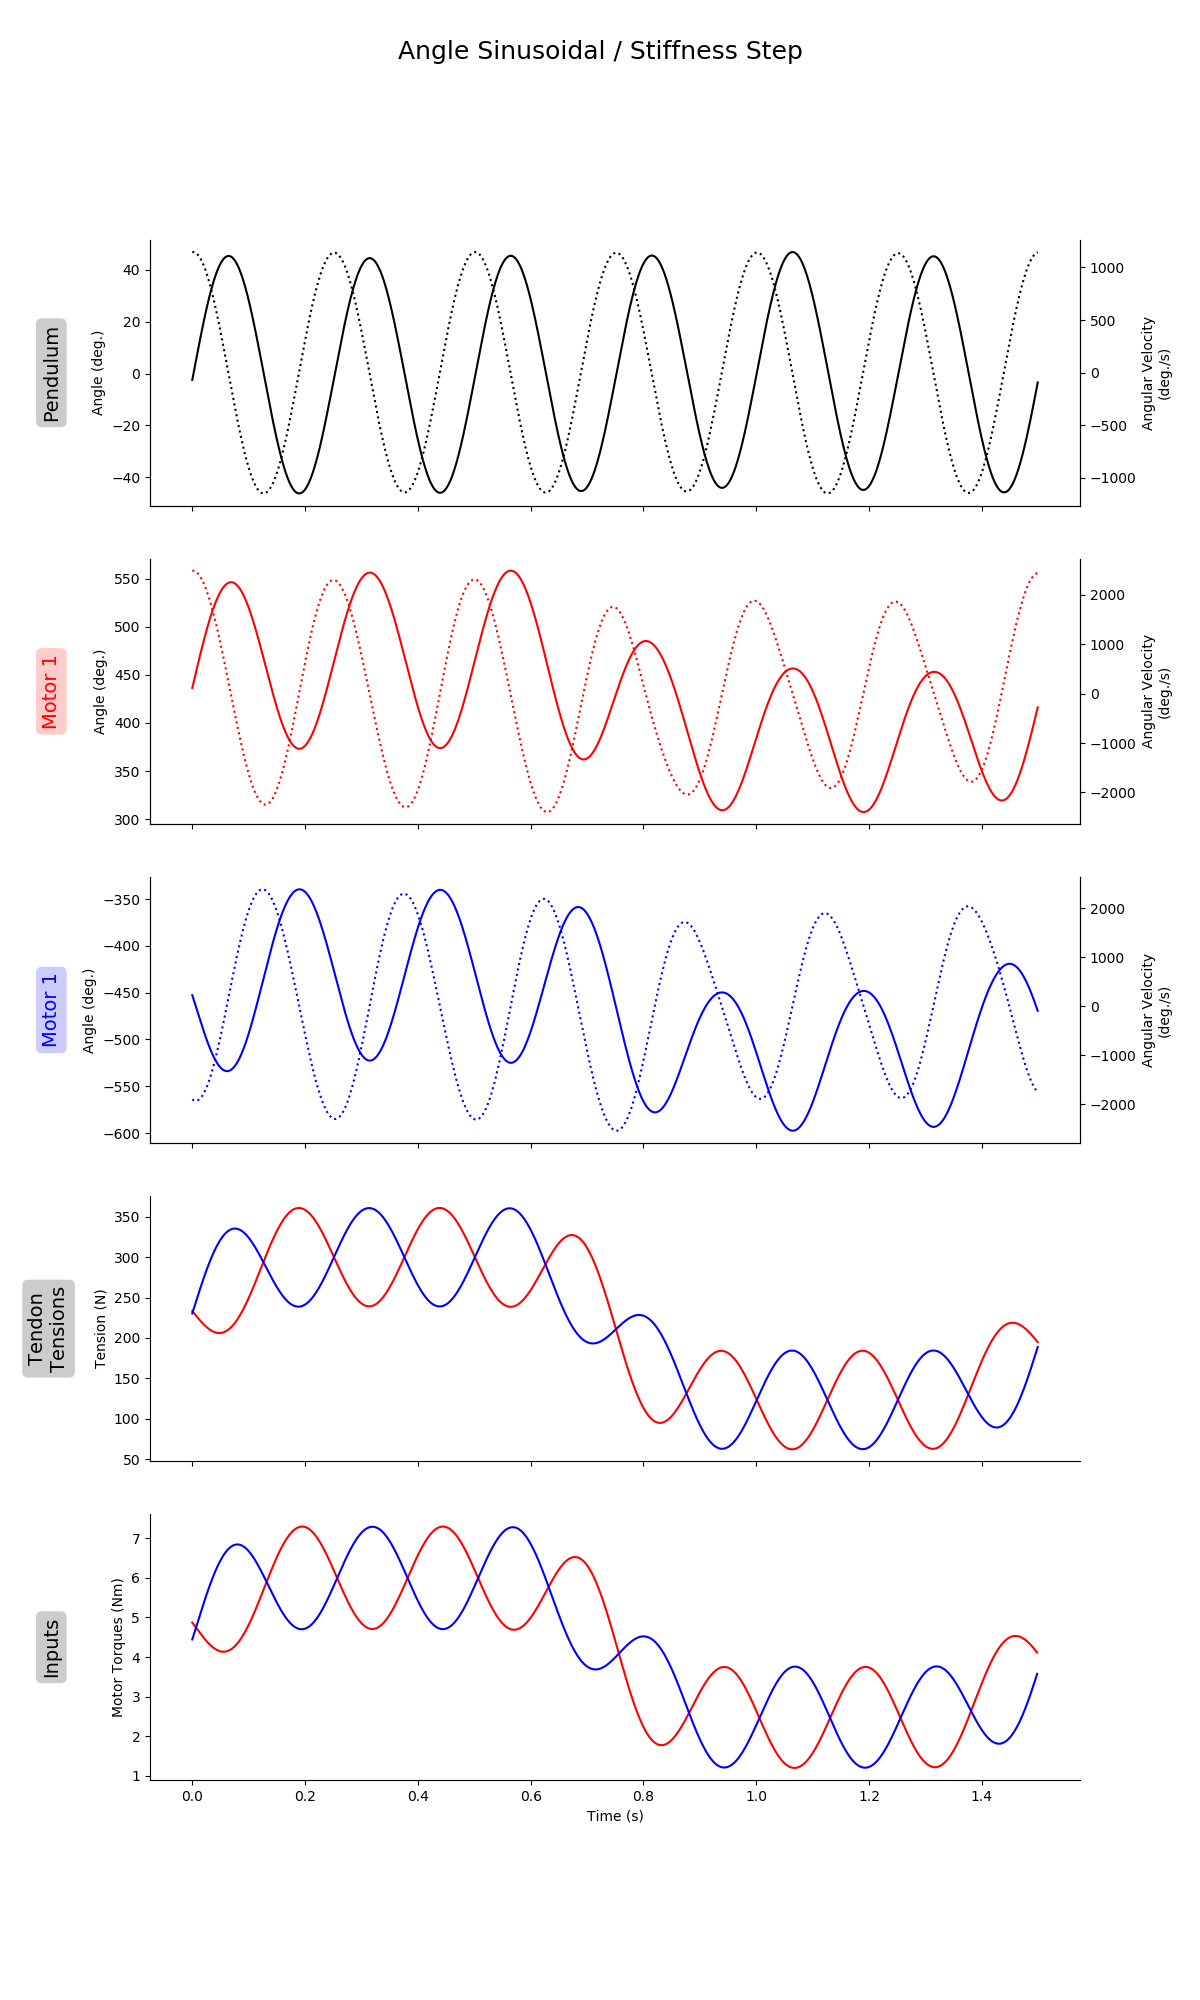 Angle Sinusoidal / Stiffness Step
Pendulum
Angle (deg.)
40
20
0
−20
−40
1000
500
0
−500
−1000
Angular Velocity
(deg./s)
Motor 1
Angle (deg.)
550
500
450
400
350
300
2000
1000
0
−1000
−2000
Angular Velocity
(deg./s)
Motor 1
Angle (deg.)
−350
−400
−450
−500
−550
−600
2000
1000
0
−1000
−2000
Angular Velocity
(deg./s)
Tendon
Tensions
Tension (N)
350
300
250
200
150
100
50
Inputs
Motor Torques (Nm)
7
6
5
4
3
2
1
0.0 0.2 0.4 0.6 0.8 1.0 1.2 1.4
Time (s)